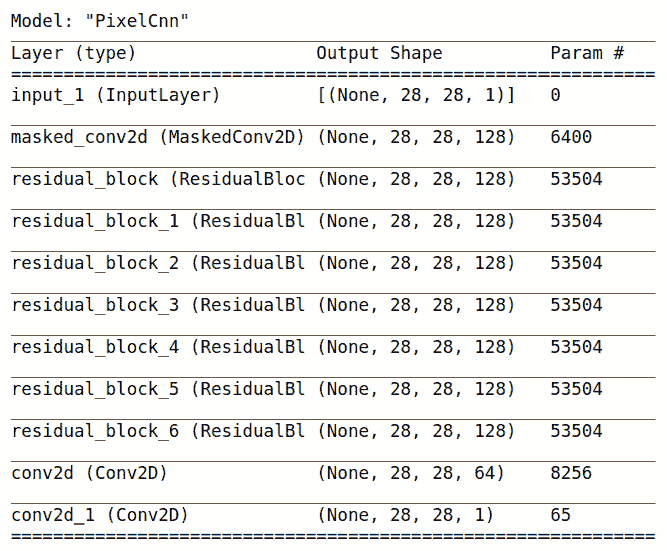 Model: "PixelCnn"
Layer (type) Output Shape Param #
input_1 (InputLayer) [(None, 28, 28, 1)] 0
masked_conv2d (MaskedConv2D) (None, 28, 28, 128) 6400
residual_block (ResidualBloc (None, 28, 28, 128) 53504
residual_block_1 (ResidualBl (None, 28, 28, 128) 53504
residual_block_2 (ResidualBl (None, 28, 28, 128) 53504
residual_block_3 (ResidualBl (None, 28, 28, 128) 53504
residual_block_4 (ResidualBl (None, 28, 28, 128) 53504
residual_block_5 (ResidualBl (None, 28, 28, 128) 53504
residual_block_6 (ResidualBl (None, 28, 28, 128) 53504
conv2d (Conv2D) (None, 28, 28, 64) 8256
conv2d_1 (Conv2D) (None, 28, 28, 1) 65